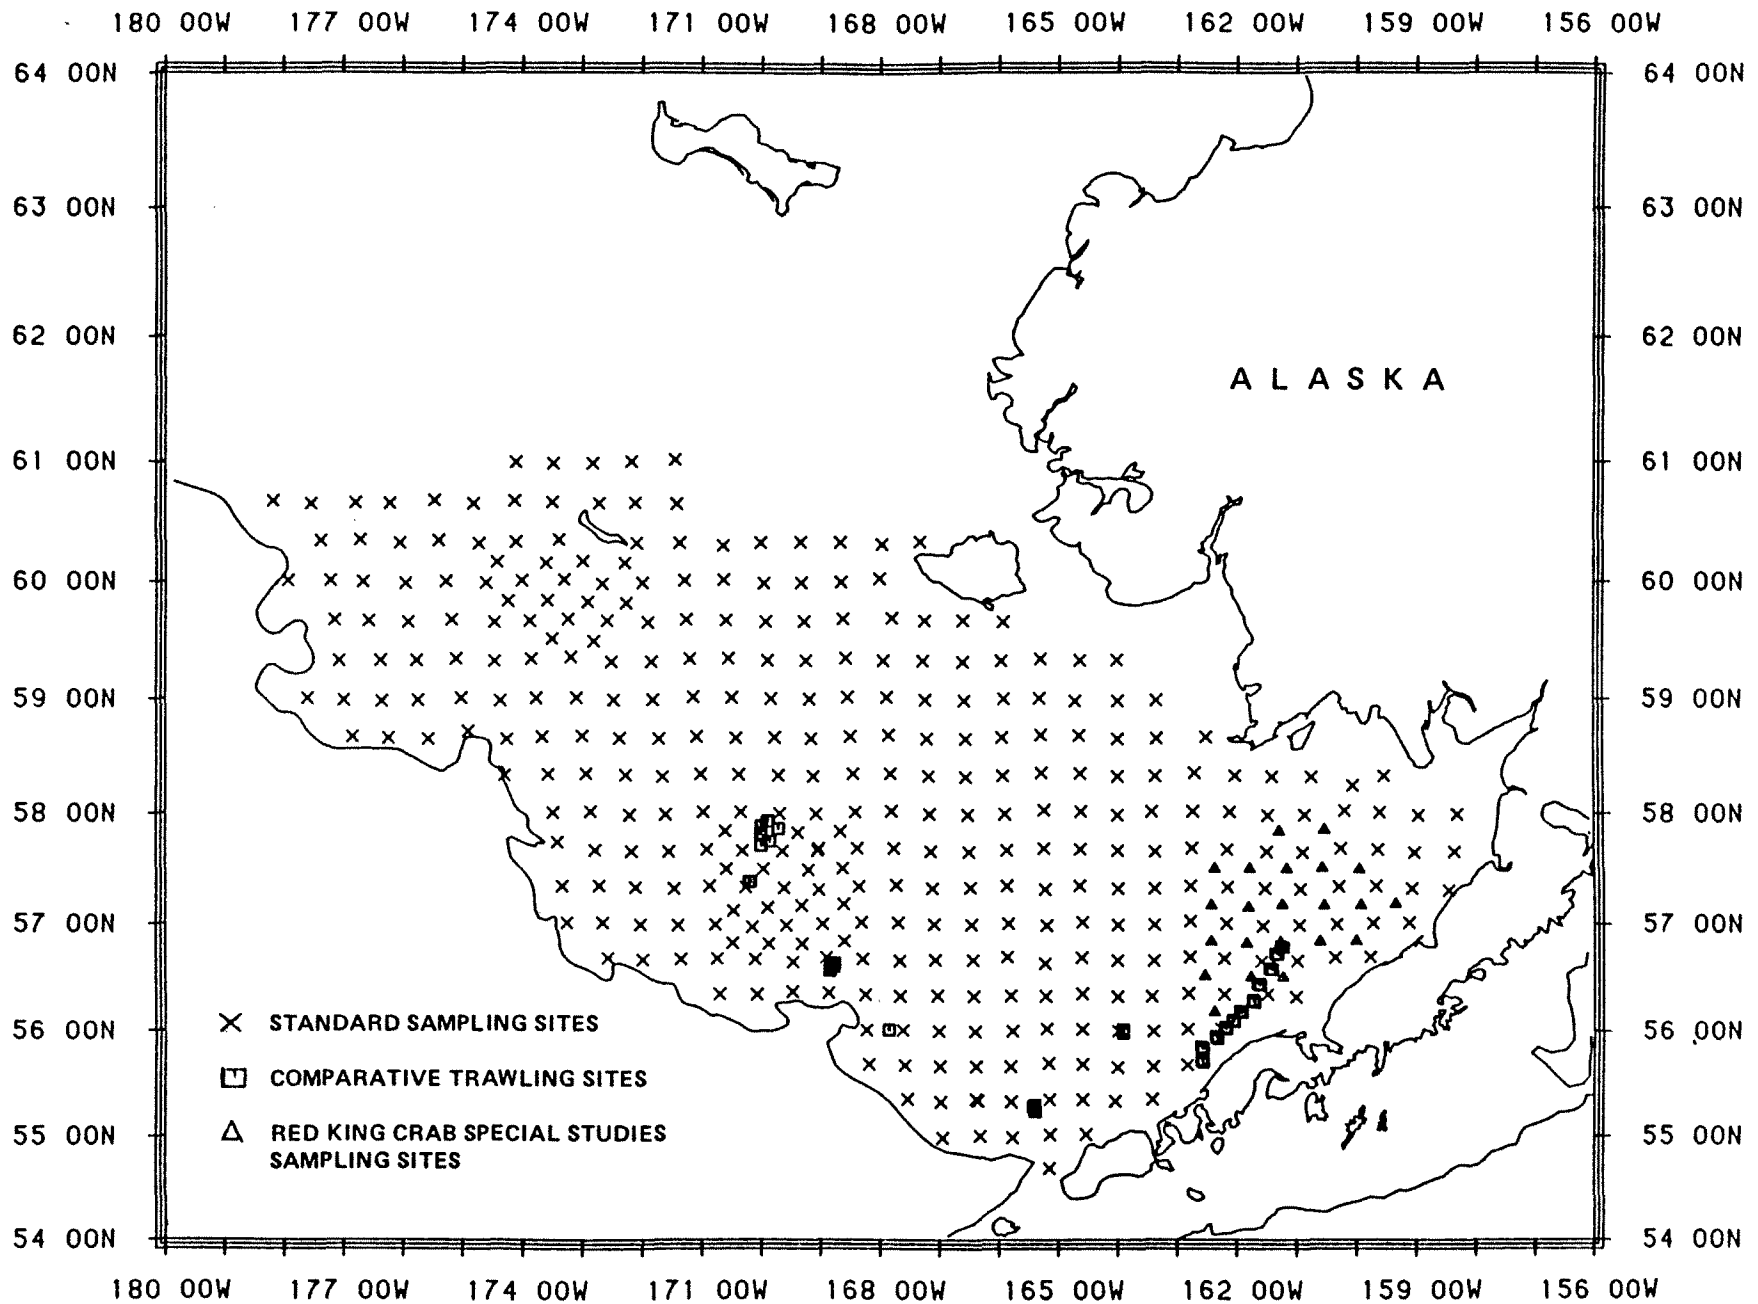 180 00W 177 00W 174 00W 171 00W 168 00W 165 00W 162 00W 159 00W 156 00W
64 00N 64 00N
63 00N 63 00N
62 00N 62 00N
ALASKA
61 00N 61 00N
60 00N 60 00N
59 00N 59 00N
58 00N 58 00N
57 00N 57 00N
56 00N 56 00N
STANDARD SAMPLING SITES
COMPARATIVE TRAWLING SITES
RED KING CRAB SPECIAL STUDIES
SAMPLING SITES
55 00N 55 00N
54 00N 54 00N
180 00W 177 00W 174 00W 171 00W 168 00W 165 00W 162 00W 159 00W 156 00W